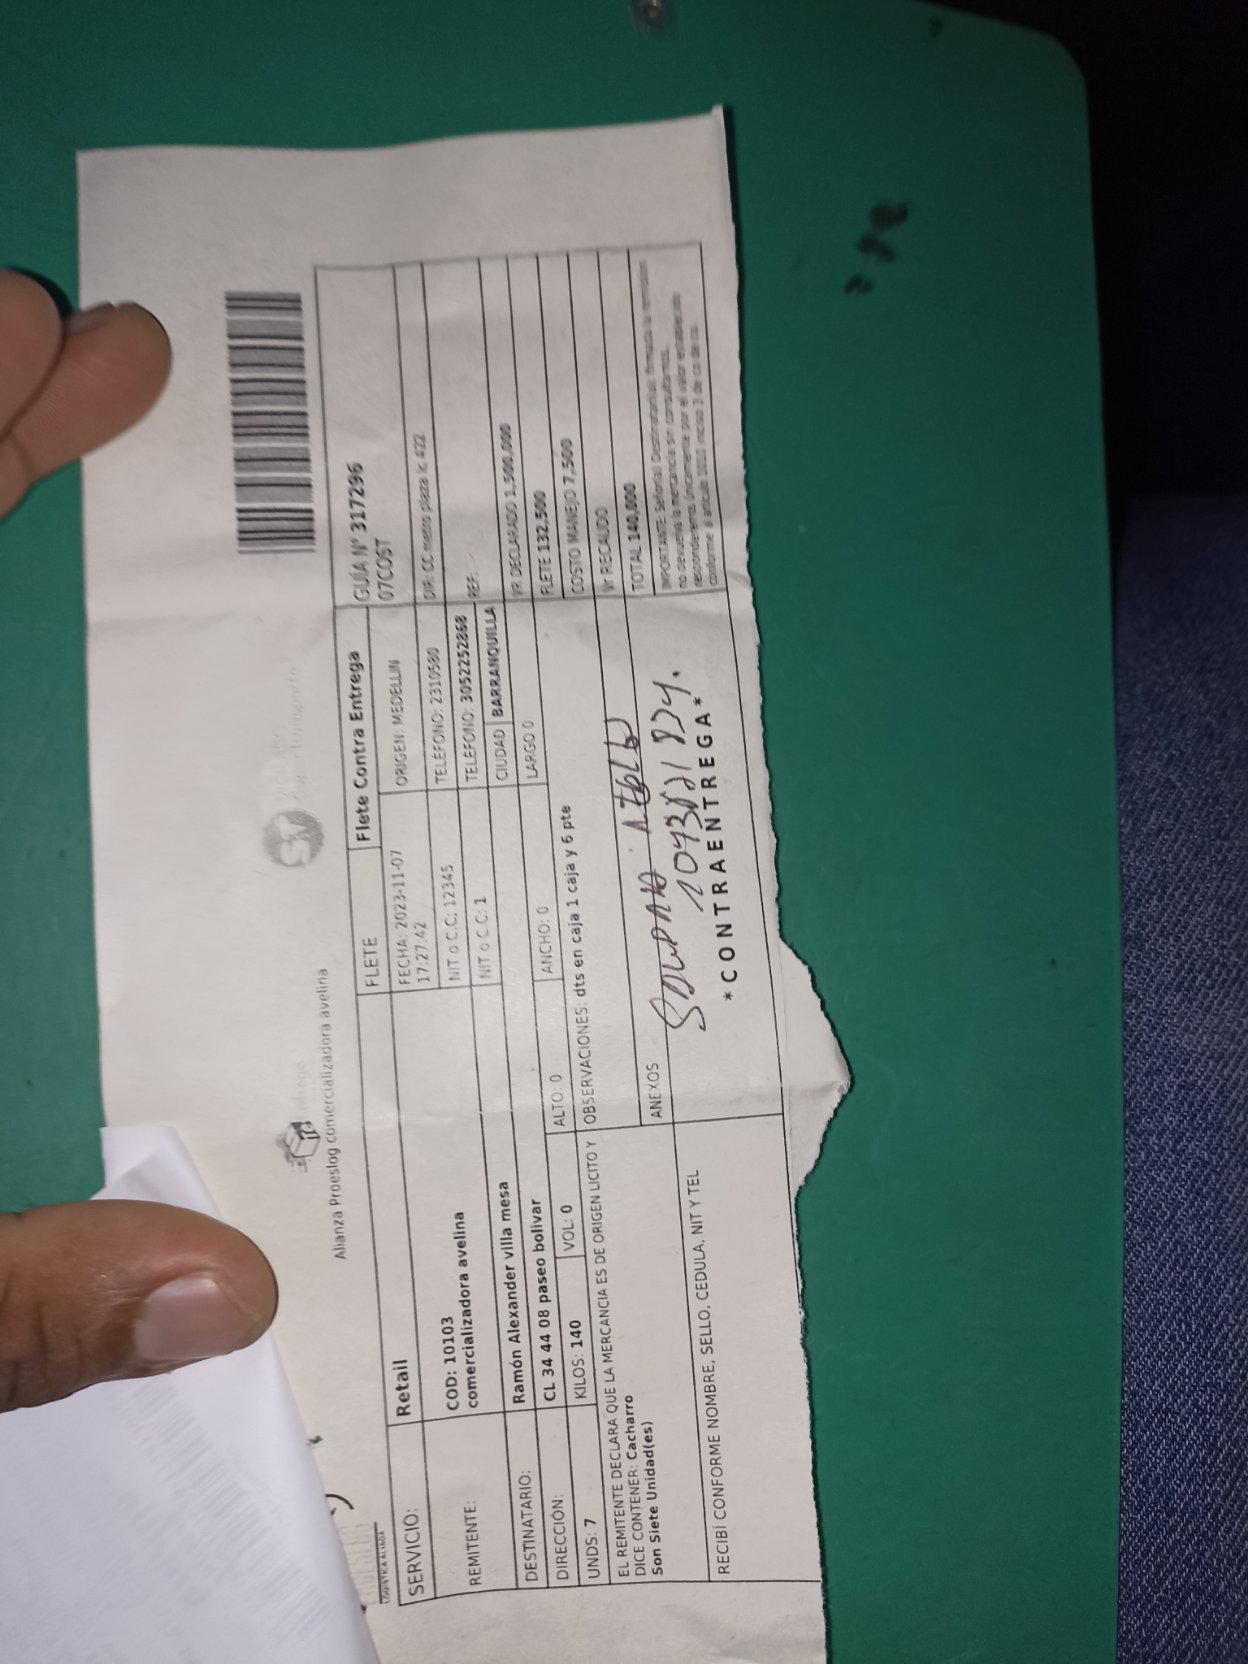 Alianza Proeslog comercializadora avelina
FLETE Flete Contra Entrega GUÍA N° 317296
07COST
SERVICIO: Retail FECHA: 2023-11-07
17:27:42 ORIGEN: MEDELLIN DIR: CC metro plaza lc 422
REMITENTE: COD: 10103
comercializadora avelina NIT o C.C: 12345 TELÉFONO: 2310580
NIT o C.C: 1 TELÉFONO: 3052252868 REF:
DESTINATARIO: Ramón Alexander villa mesa CIUDAD BARRANQUILLA VR DECLARADO 1,500,000
DIRECCIÓN: CL 34 44 08 paseo bolivar ALTO: 0 ANCHO: 0 LARGO 0 FLETE 132,500
UNDS: 7 KILOS: 140 VOL: 0 OBSERVACIONES: dts en caja 1 caja y 6 pte COSTO MANEJO 7,500
Vr RECAUDO
EL REMITENTE DECLARA QUE LA MERCANCIA ES DE ORIGEN LICITO Y
DICE CONTENER: Cacharro
Son Siete Unidad(es)
ANEXOS
TOTAL 140,000
*CONTRAENTREGA*
RECIBÍ CONFORME NOMBRE, SELLO, CEDULA, NIT Y TEL